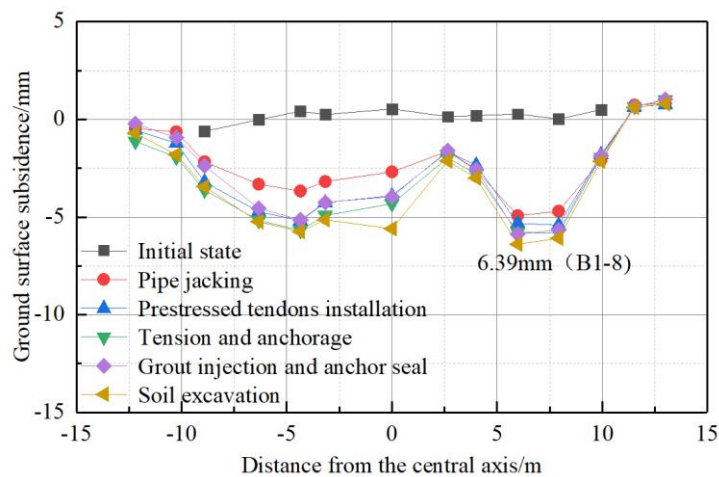 5
0
-5
-10
-15
Ground surface subsidence/mm
Initial state
Pipe jacking
Prestressed tendons installation
Tension and anchorage
Grout injection and anchor seal
Soil excavation
6.39mm（B1-8)
-15 -10 -5 0 5 10 15
Distance from the central axis/m